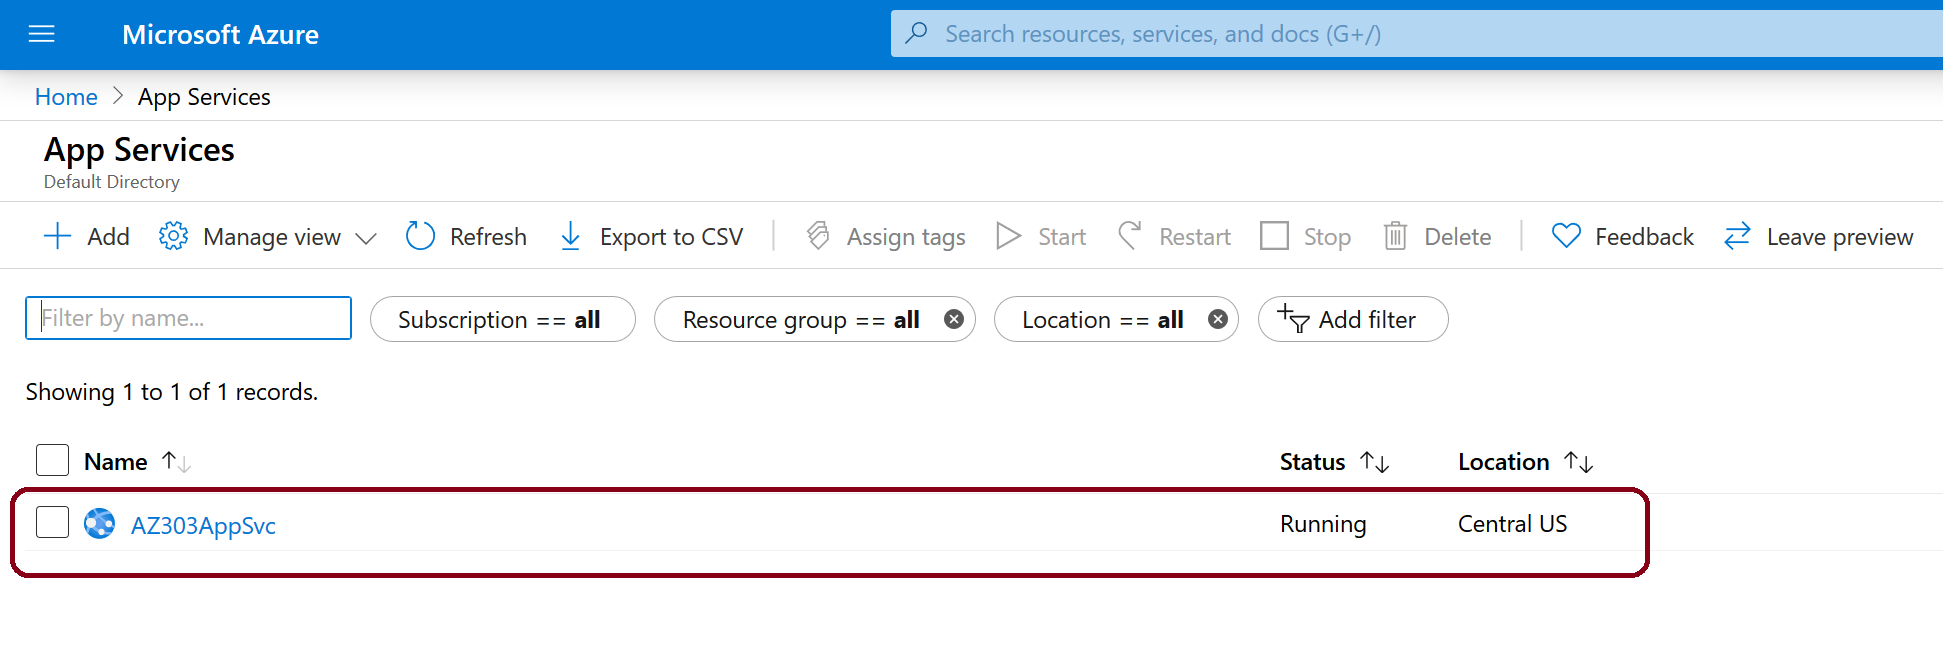 Microsoft Azure
Search resources, services, and docs (G+/)
Home > App Services
App Services
Default Directory
Add Manage view Refresh Export to CSV Assign tags Start Restart Stop Delete Feedback Leave preview
Filter by name... Subscription == all Resource group == all Location == all Add filter
Showing 1 to 1 of 1 records.
Name Status Location
AZ303AppSvc Running Central US